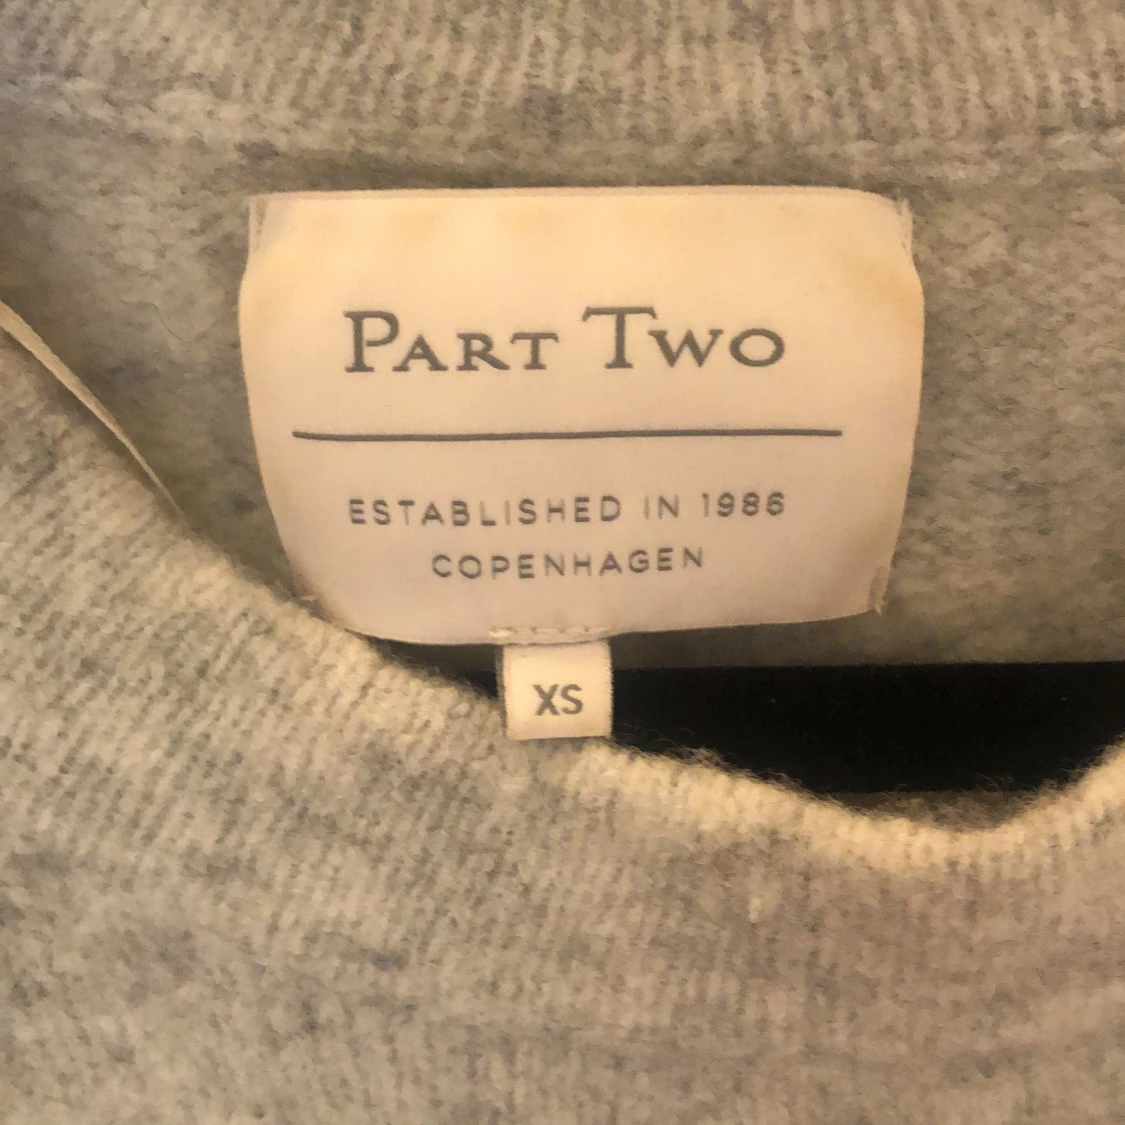 PART TWO
ESTABLISHED IN 1986
COPENHAGEN
XS